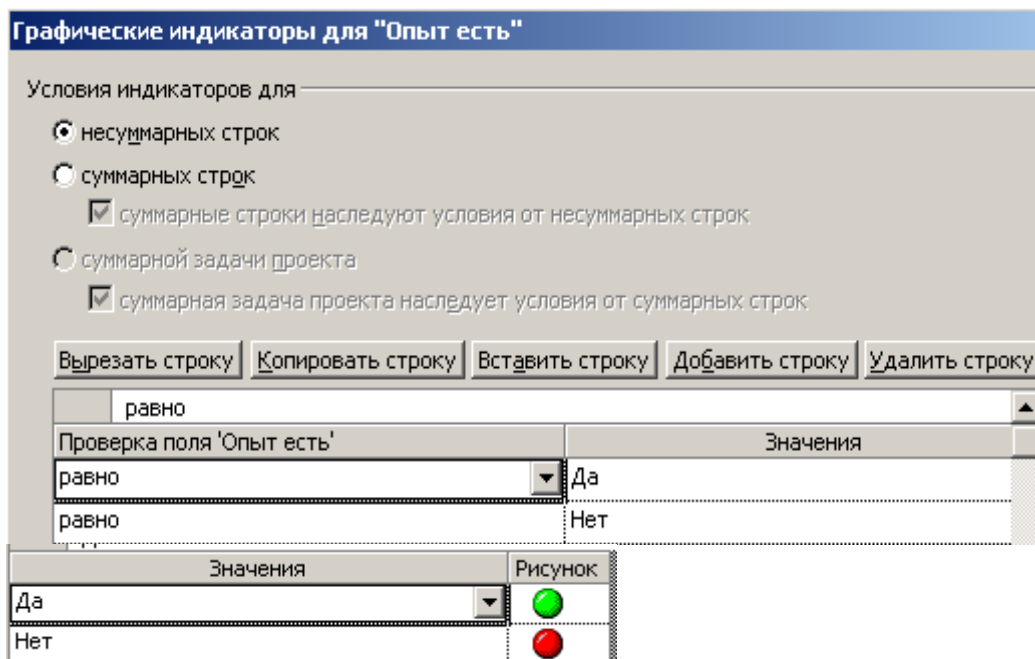 Графические индикаторы для "Опыт есть"
Условия индикаторов для
несуммарных строк
суммарных строк
суммарные строки наследуют условия от несуммарных строк
суммарной задачи проекта
суммарная задача проекта наследует условия от суммарных строк
Вырезать строку Копировать строку Вставить строку Добавить строку Удалить строку
равно
Проверка поля 'Опыт есть' Значения
равно Да
равно Нет
Значения Рисунок
Да
Нет